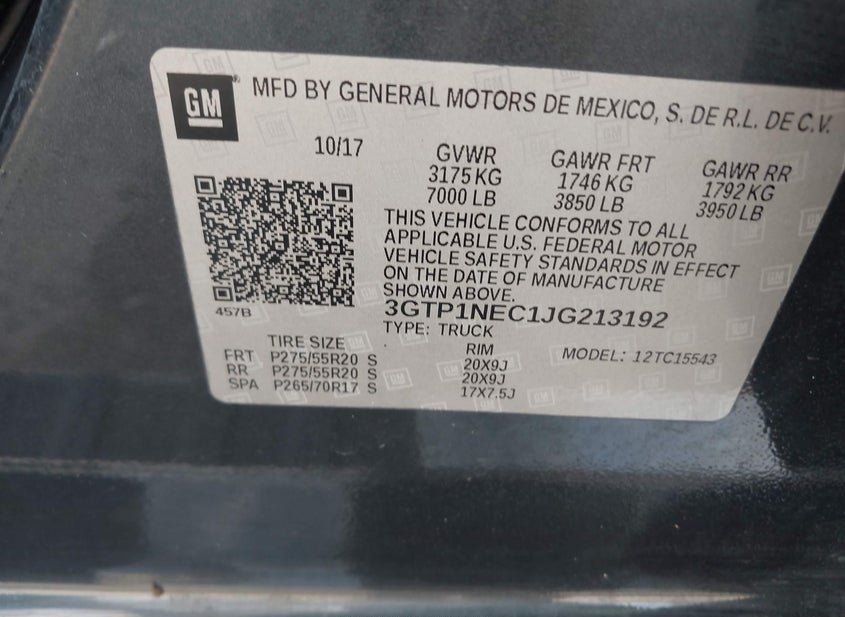 GM MFD BY GENERAL MOTORS DE MEXICO, S. DE R.L. DE C.V.
10/17 GVWR GAWR FRT GAWR RR
3175 KG 1746 KG 1792 KG
7000 LB 3850 LB 3950 LB
THIS VEHICLE CONFORMS TO ALL
APPLICABLE U.S. FEDERAL MOTOR
VEHICLE SAFETY STANDARDS IN EFFECT
ON THE DATE OF MANUFACTURE
SHOWN ABOVE.
457B
3GTP1NEC1JG213192
TYPE: TRUCK
TIRE SIZE RIM MODEL: 12TC15543
FRT P275/55R20 S 20X9J
RR P275/55R20 S 20X9J
SPA P265/70R17 S 17X7.5J